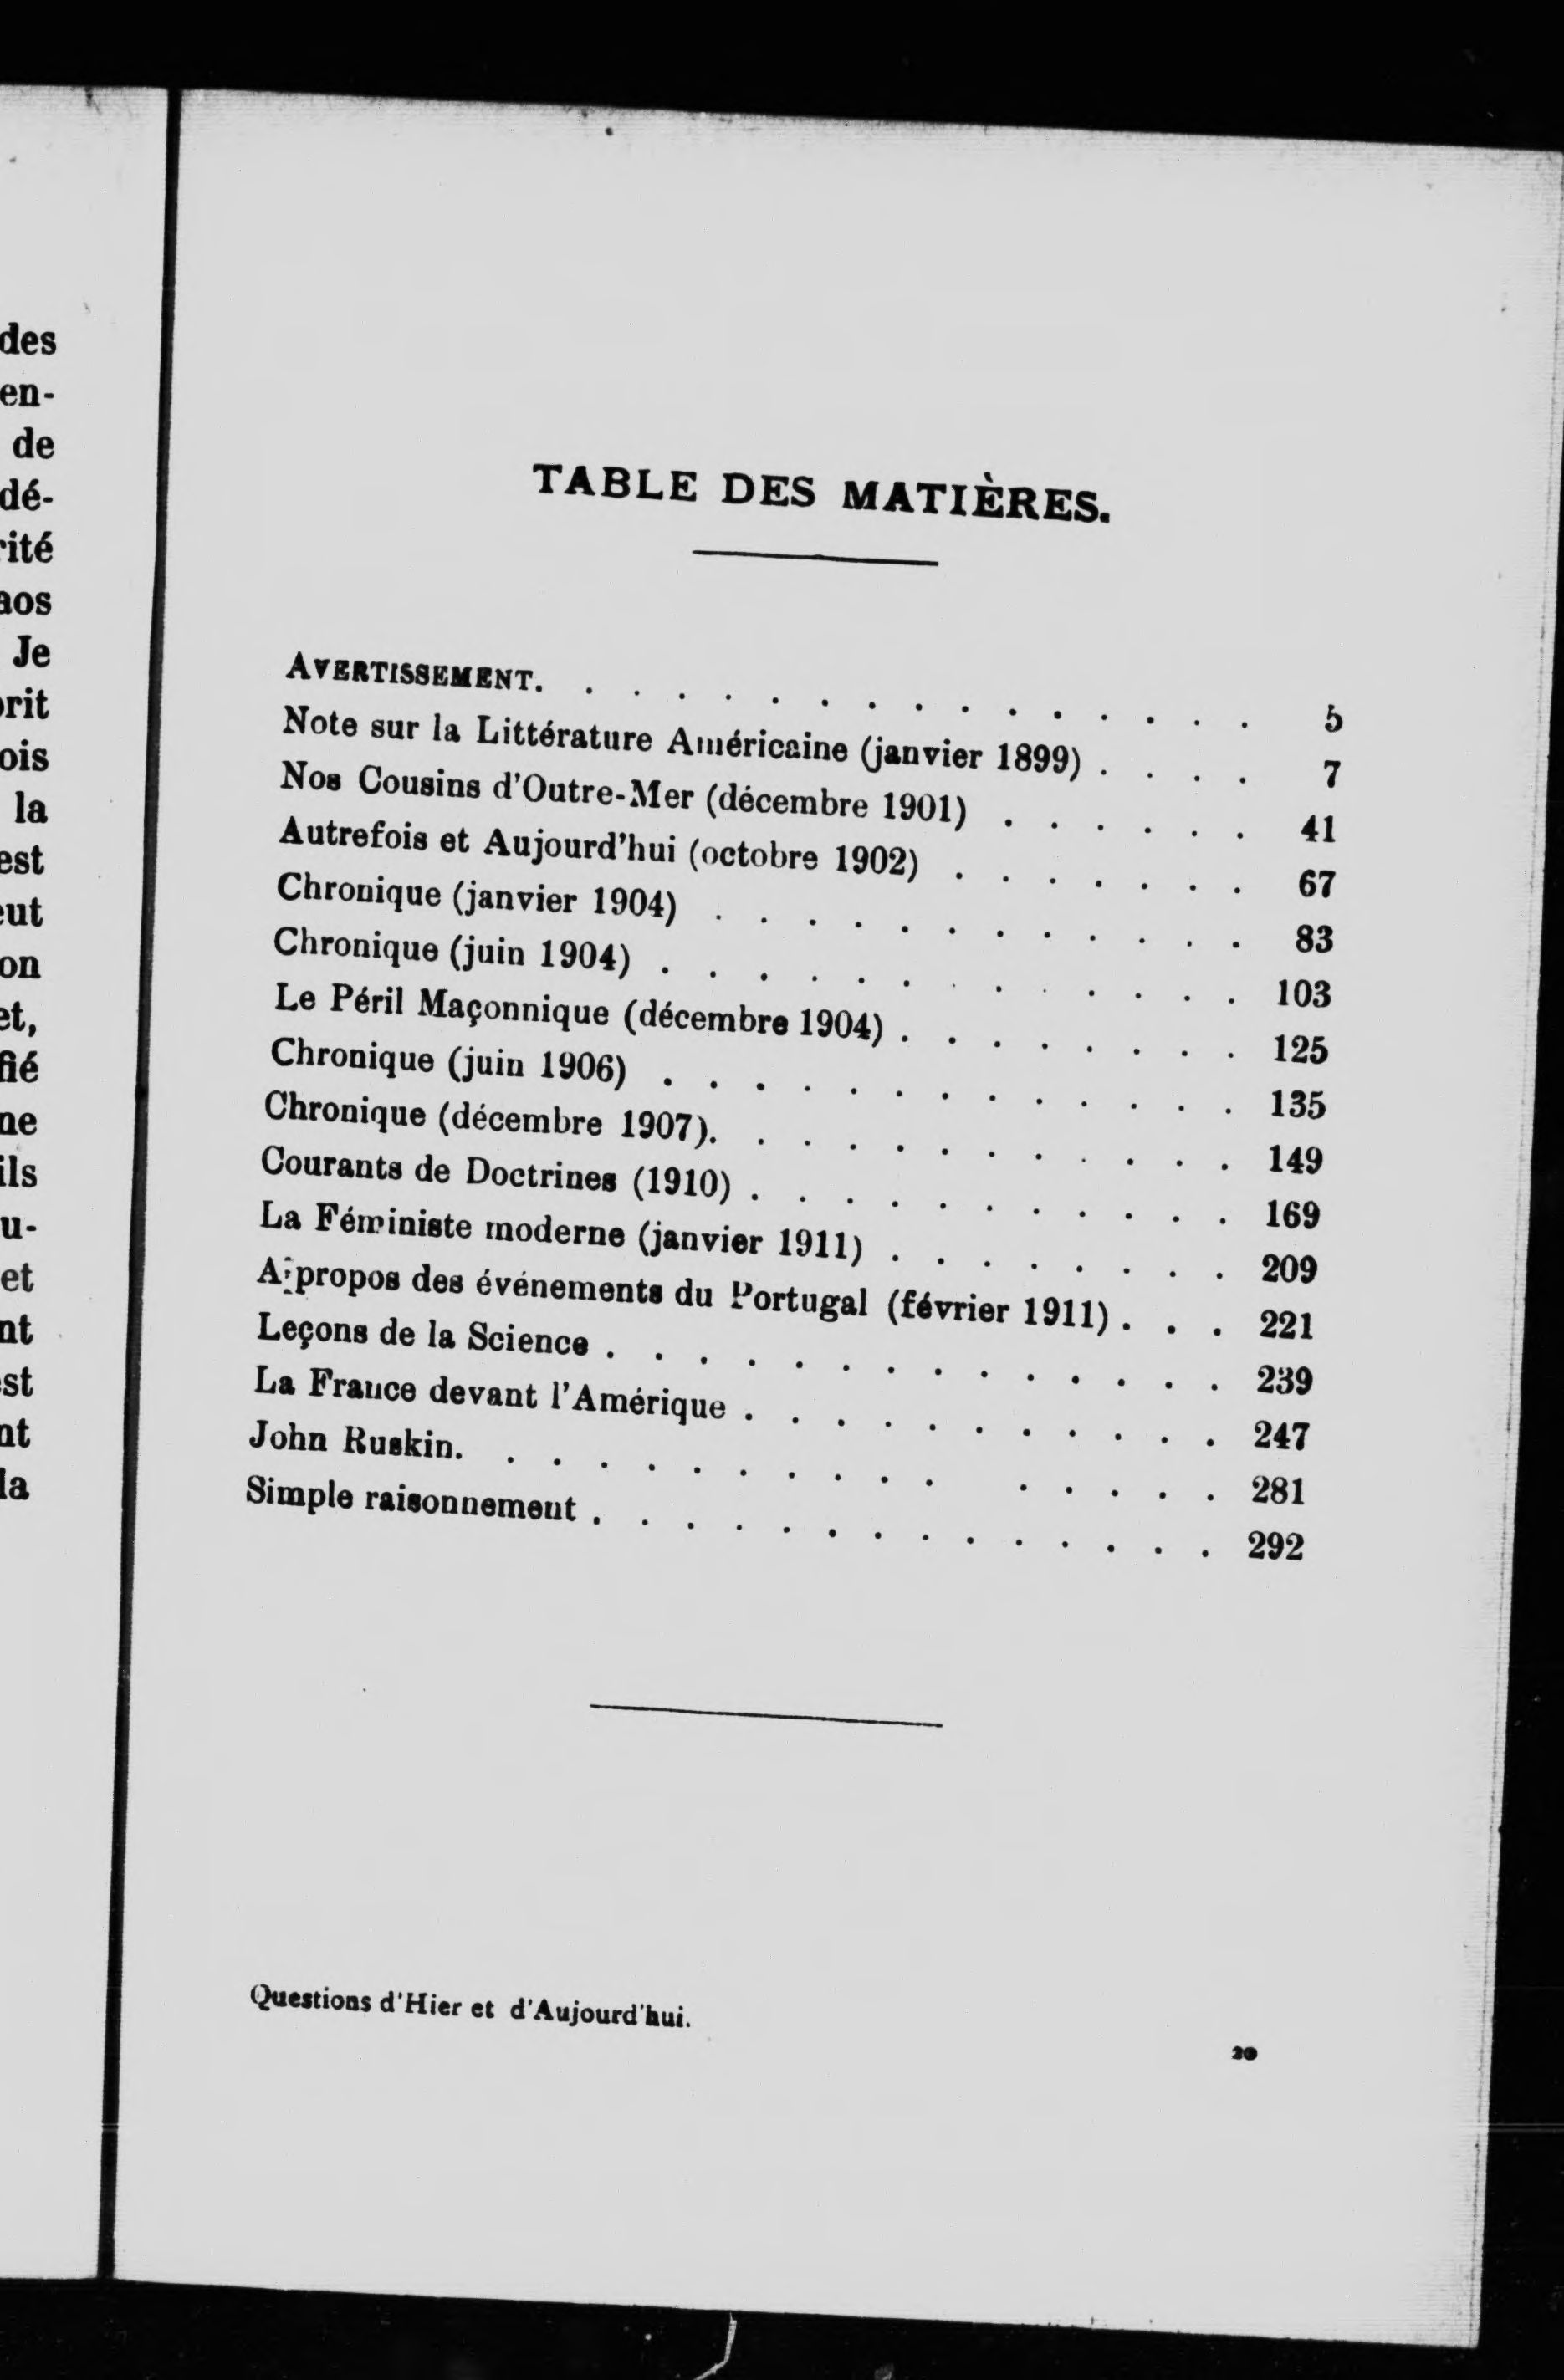 des
en-
de
dé-
rité
aos
Je
rit
ois
la
est
ut
on
et,
fié
ne
ils
u-
et
nt
st
nt
la
TABLE DES MATIÈRES.
AVERTISSEMENT. . . . . . . . . . . . . . . . 5
Note sur la Littérature Américaine (janvier 1899) . . . . 7
Nos Cousins d'Outre-Mer (décembre 1901) . . . . . . 41
Autrefois et Aujourd'hui (octobre 1902) . . . . . . . 67
Chronique (janvier 1904) . . . . . . . . . . . . 83
Chronique (juin 1904) . . . . . . . . . . . . . 103
Le Péril Maçonnique (décembre 1904) . . . . . . . . 125
Chronique (juin 1906) . . . . . . . . . . . . . 135
Chronique (décembre 1907). . . . . . . . . . . . 149
Courants de Doctrines (1910) . . . . . . . . . . . 169
La Féministe moderne (janvier 1911) . . . . . . . . 209
A propos des événements du Portugal (février 1911) . . . 221
Leçons de la Science . . . . . . . . . . . . . . 239
La France devant l'Amérique . . . . . . . . . . . 247
John Ruskin. . . . . . . . . . . . . . . . 281
Simple raisonnement . . . . . . . . . . . . . . 292
Questions d'Hier et d'Aujourd'hui.
20